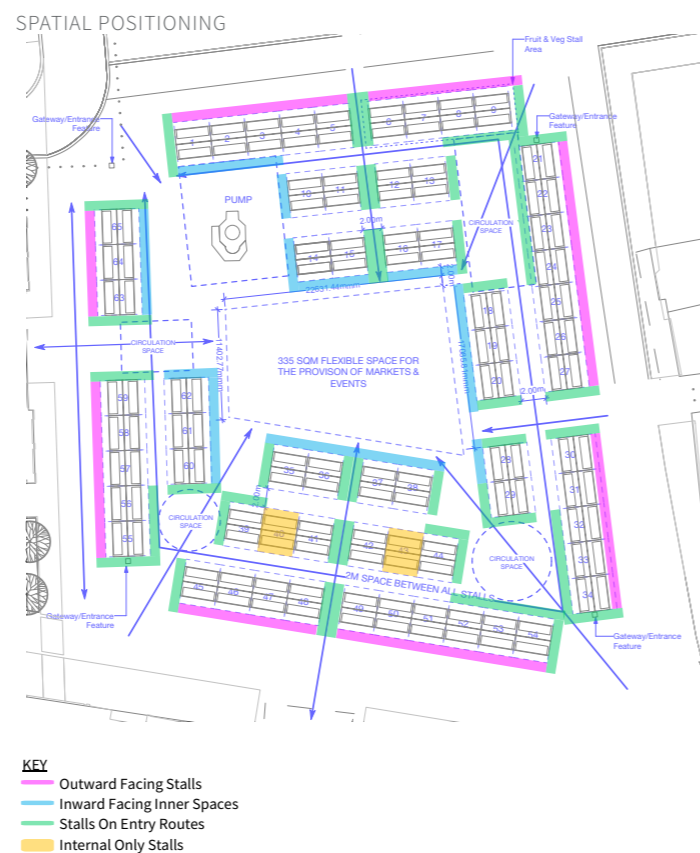 SPATIAL POSITIONING
Fruit & Veg Stall
Area
Gateway/Entrance
Feature
Gateway/Entrance
Feature
1
2
3
4
5
6
7
8
9
21
22
23
24
25
26
27
PUMP
10
11
12
13
2.00m
CIRCULATION
SPACE
14
15
16
17
65
64
63
2.00m
18
19
20
2.00m
CIRCULATION
SPACE
335 SQM FLEXIBLE SPACE FOR
THE PROVISON OF MARKETS &
EVENTS
59
58
57
56
55
62
61
60
CIRCULATION
SPACE
35
36
37
38
2.00m
39
40
41
42
43
44
28
29
30
31
32
33
34
CIRCULATION
SPACE
2M SPACE BETWEEN ALL STALLS
45
46
47
48
49
50
51
52
53
54
Gateway/Entrance
Feature
Gateway/Entrance
Feature
KEY
Outward Facing Stalls
Inward Facing Inner Spaces
Stalls On Entry Routes
Internal Only Stalls